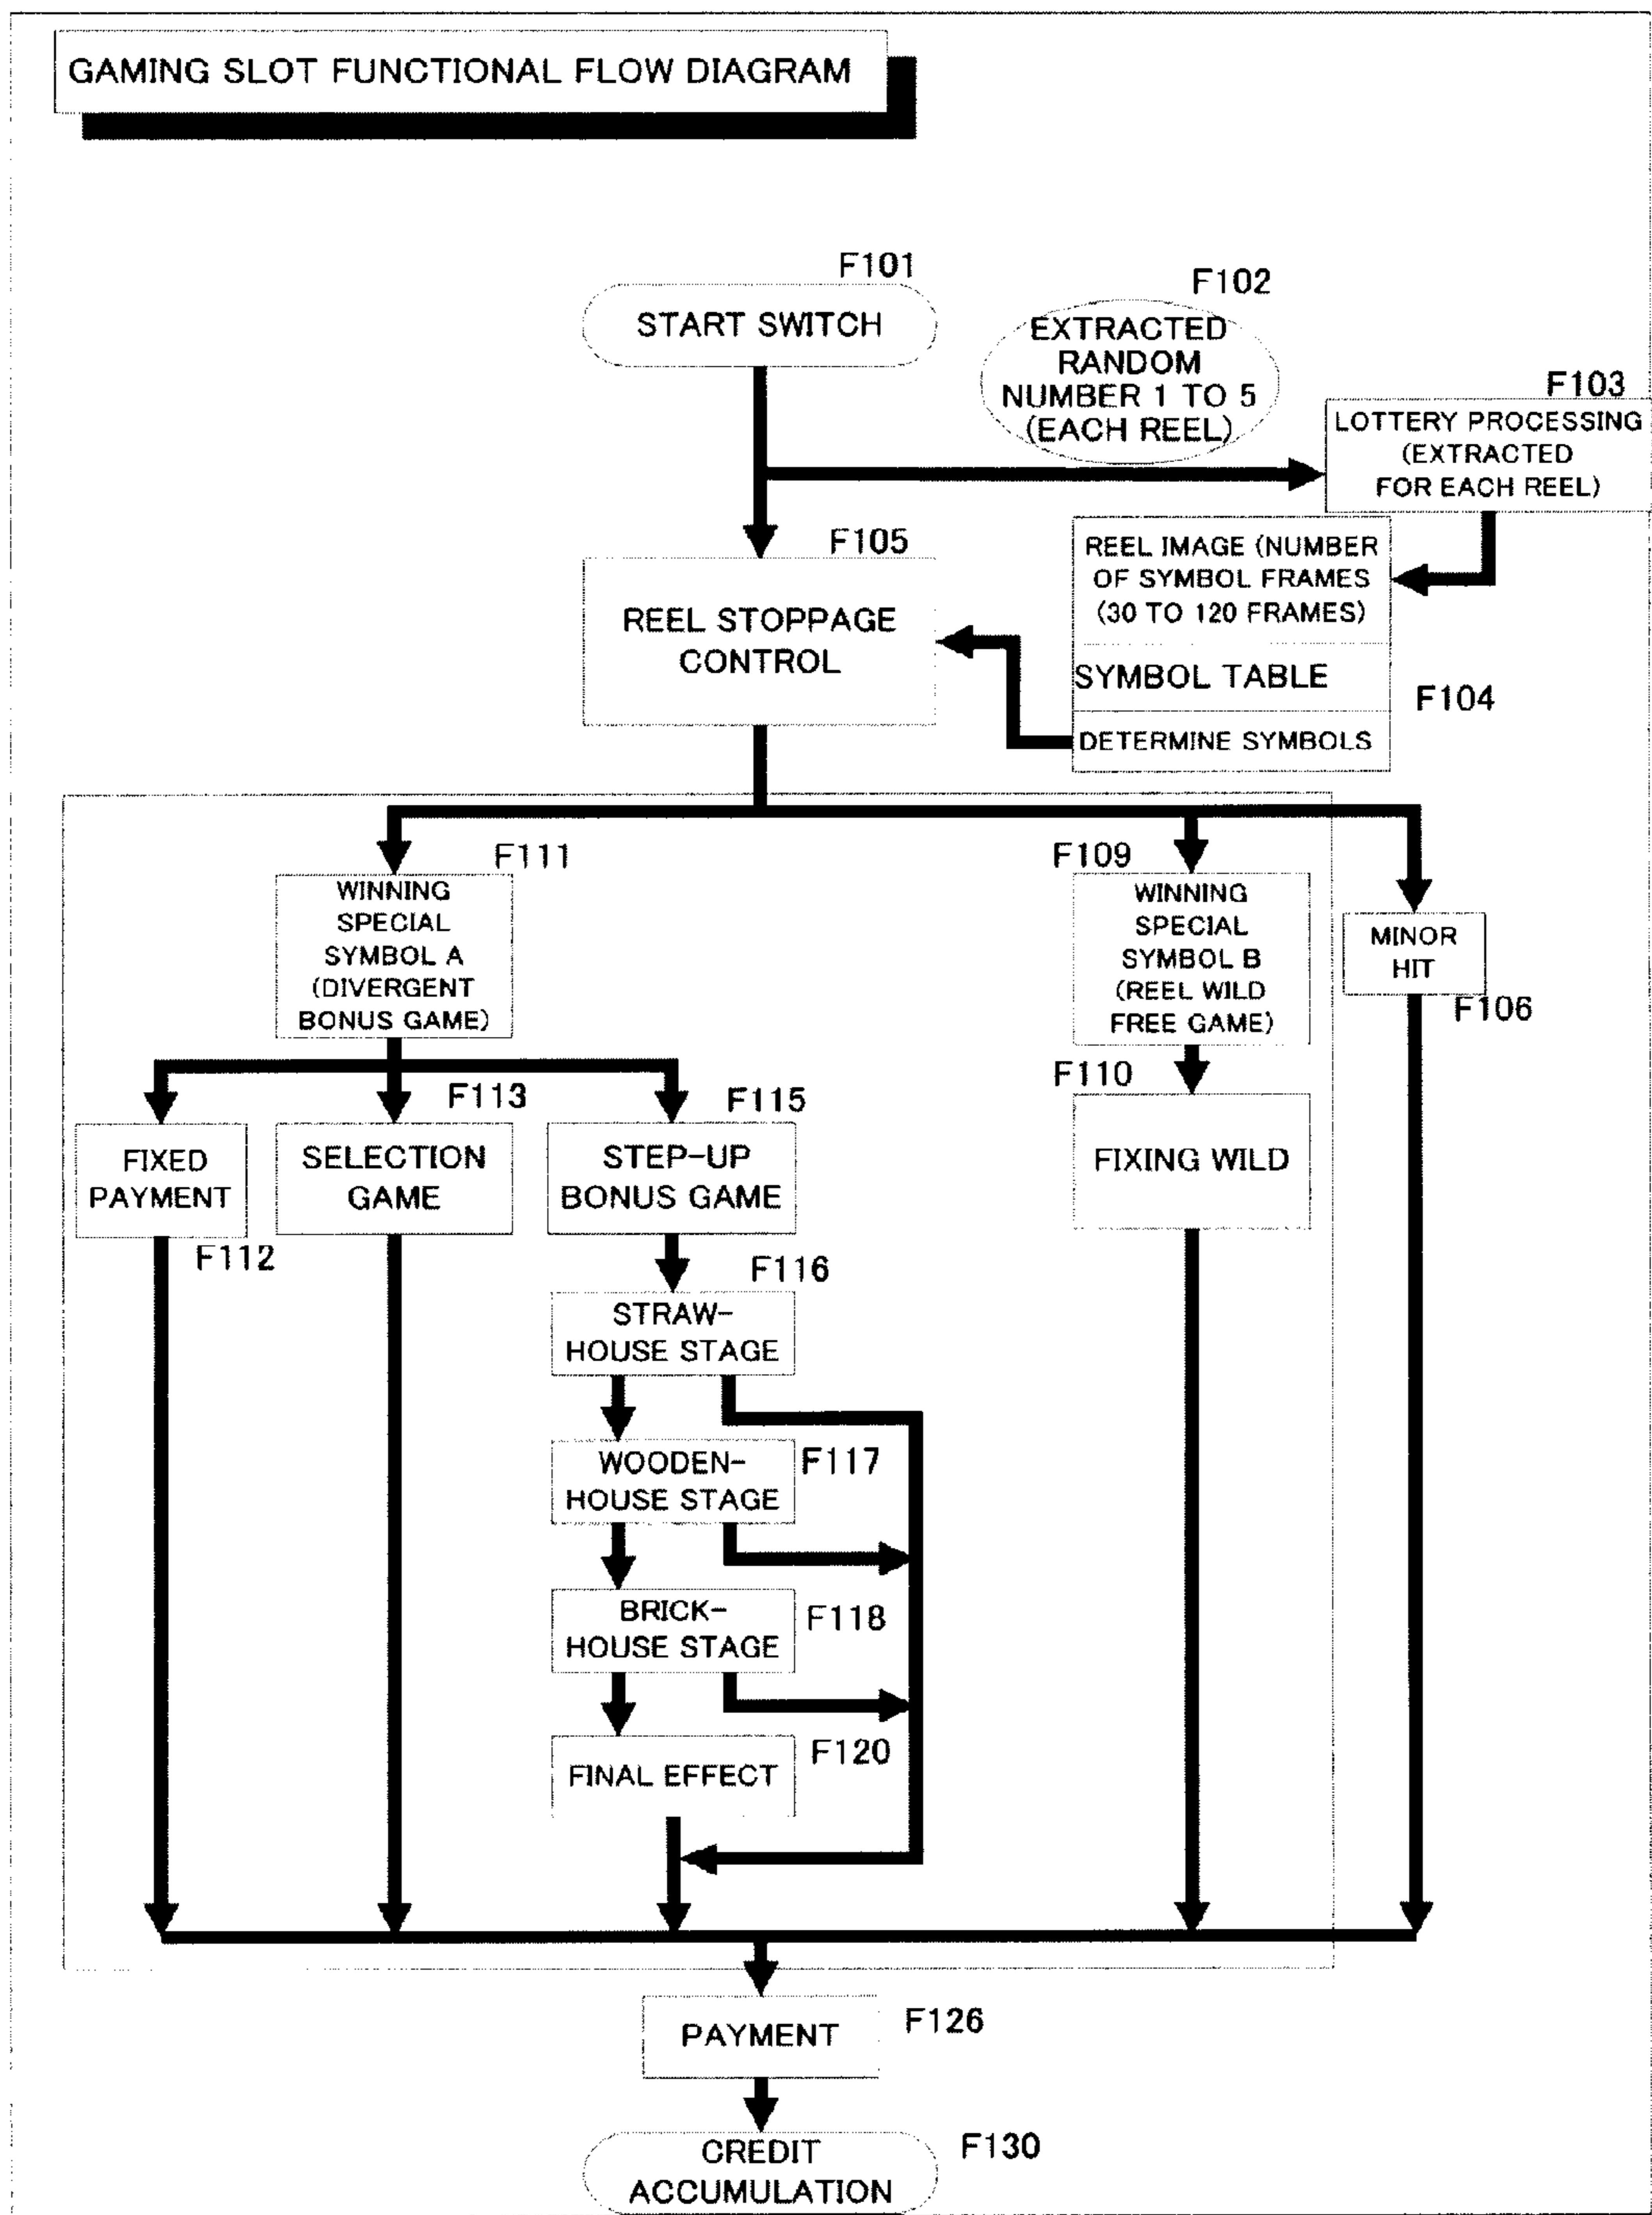 GAMING SLOT FUNCTIONAL FLOW DIAGRAM
F101
START SWITCH
F102
EXTRACTED
RANDOM
NUMBER 1 TO 5
(EACH REEL)
F103
LOTTERY PROCESSING
(EXTRACTED
FOR EACH REEL)
F105
REEL STOPPAGE
CONTROL
REEL IMAGE (NUMBER
OF SYMBOL FRAMES
(30 TO 120 FRAMES)
SYMBOL TABLE
F104
DETERMINE SYMBOLS
F111
WINNING
SPECIAL
SYMBOL A
(DIVERGENT
BONUS GAME)
F109
WINNING
SPECIAL
SYMBOL B
(REEL WILD
FREE GAME)
MINOR
HIT
F106
F110
FIXING WILD
FIXED
PAYMENT
F112
F113
SELECTION
GAME
F115
STEP-UP
BONUS GAME
F116
STRAW-
HOUSE STAGE
F117
WOODEN-
HOUSE STAGE
F118
BRICK-
HOUSE STAGE
F120
FINAL EFFECT
PAYMENT
F126
CREDIT
ACCUMULATION
F130